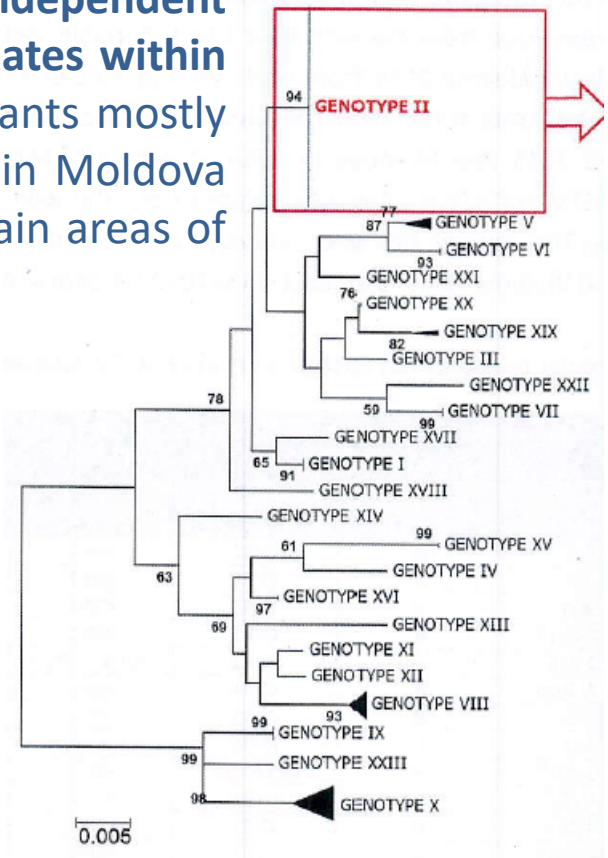 dependent
ates within
ants mostly
in Moldova
ain areas of
94
GENOTYPE II
77
87
GENOTYPE V
GENOTYPE VI
93
GENOTYPE XXI
76
GENOTYPE XX
GENOTYPE XIX
82
GENOTYPE III
GENOTYPE XXII
59
GENOTYPE VII
99
78
GENOTYPE XVII
65
GENOTYPE I
91
GENOTYPE XVIII
GENOTYPE XIV
99
61
GENOTYPE XV
GENOTYPE IV
63
GENOTYPE XVI
97
69
GENOTYPE XIII
GENOTYPE XI
GENOTYPE XII
GENOTYPE VIII
93
99
GENOTYPE IX
99
GENOTYPE XXIII
98
GENOTYPE X
0.005